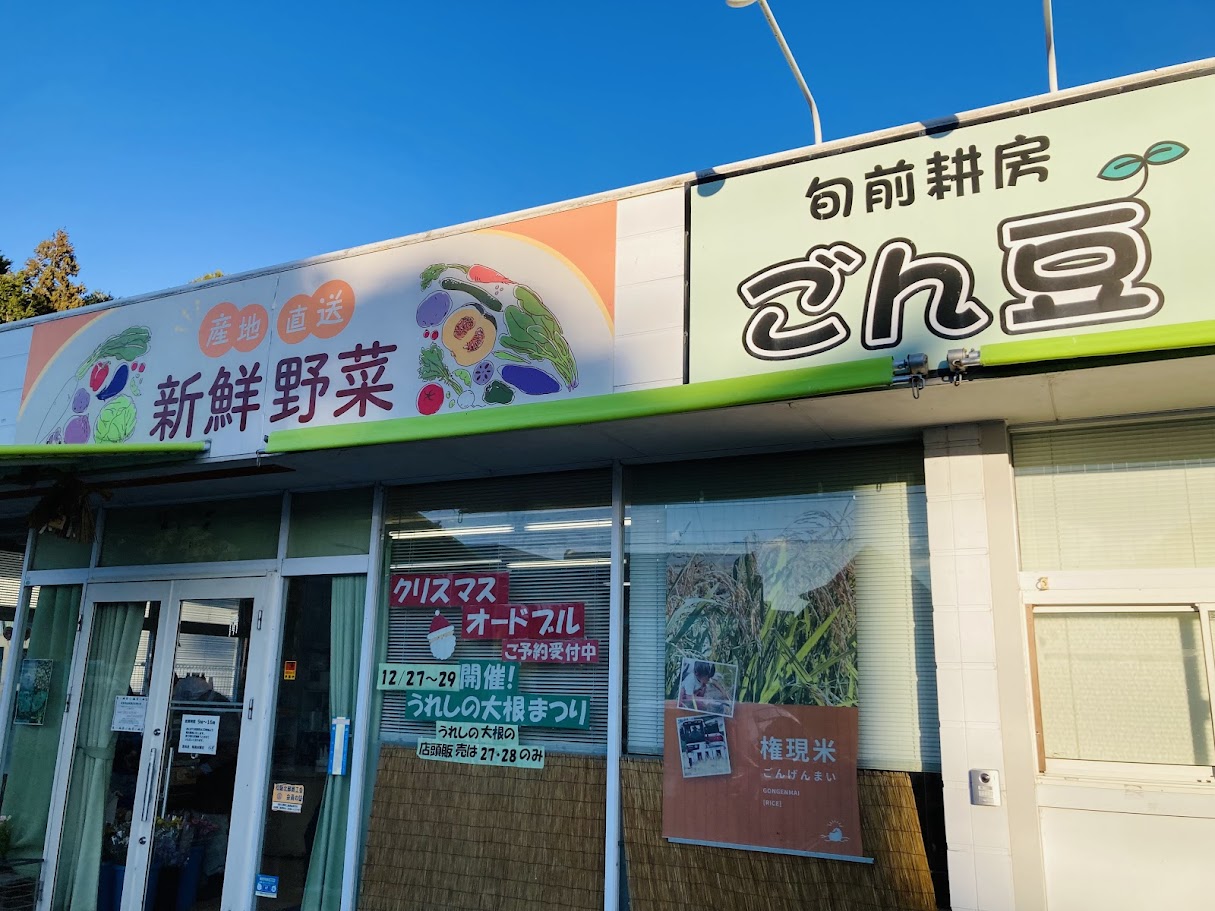 旬前耕房
ごん豆
産地直送
新鮮野菜
クリスマス
オードブル
ご予約受付中
12/27〜29開催!
うれしの大根まつり
うれしの大根の
店頭販売は27・28のみ
権現米
ごんげんまい
GONGENMAI
[RICE]